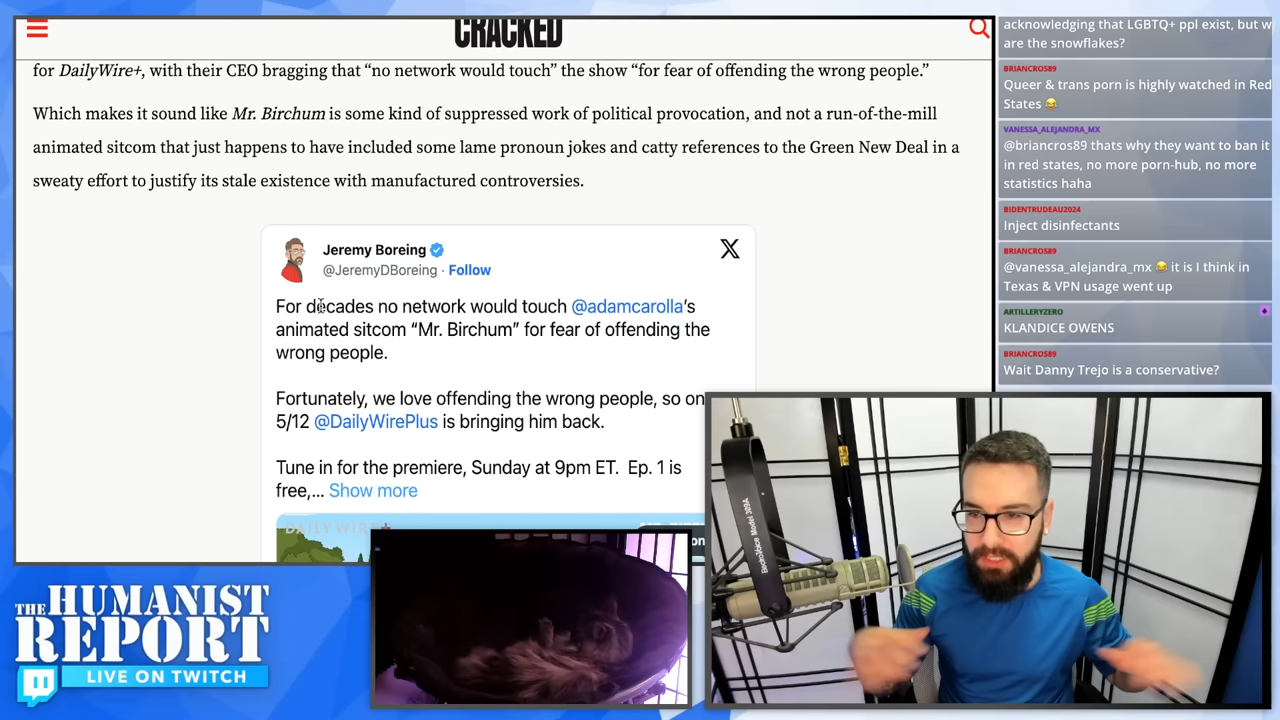 CRACKED
for DailyWire+, with their CEO bragging that “no network would touch” the show “for fear of offending the wrong people.”
Which makes it sound like Mr. Birchum is some kind of suppressed work of political provocation, and not a run-of-the-mill
animated sitcom that just happens to have included some lame pronoun jokes and catty references to the Green New Deal in a
sweaty effort to justify its stale existence with manufactured controversies.
Jeremy Boreing
@JeremyDBoreing · Follow
For decades no network would touch @adamcarolla’s
animated sitcom “Mr. Birchum” for fear of offending the
wrong people.
Fortunately, we love offending the wrong people, so on
5/12 @DailyWirePlus is bringing him back.
Tune in for the premiere, Sunday at 9pm ET. Ep. 1 is
free,... Show more
DAILY WIRE+
on
acknowledging that LGBTQ+ ppl exist, but w
are the snowflakes?
BRIANCROS89
Queer & trans porn is highly watched in Red
States 😂
VANESSA_ALEJANDRA_MX
@briancros89 thats why they want to ban it
in red states, no more porn-hub, no more
statistics haha
BIDENTRUDEAU2024
Inject disinfectants
BRIANCROS89
@vanessa_alejandra_mx 😂 it is I think in
Texas & VPN usage went up
ARTILLERYZERO
KLANDICE OWENS
BRIANCROS89
Wait Danny Trejo is a conservative?
THE HUMANIST
REPORT
LIVE ON TWITCH
ElectroVoice Model 309A